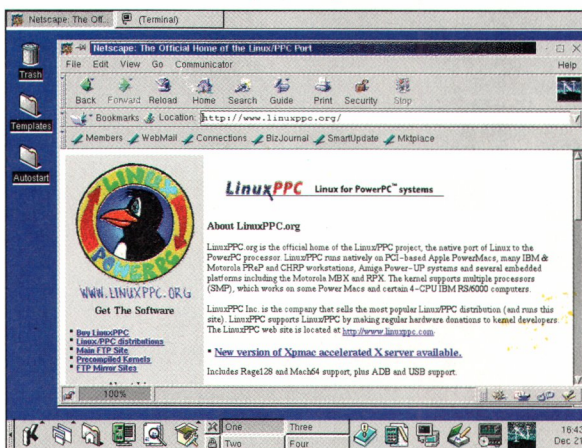 Netscape: The Off...
(Terminal)
Netscape: The Official Home of the Linux/PPC Port
File Edit View Go Communicator Help
Back Forward Reload Home Search Guide Print Security Stop
Bookmarks Location: http://www.linuxppc.org/
Members WebMail Connections BizJournal SmartUpdate Mktplace
Trash
Templates
Autostart
LINUX
POWERPC
WWW.LINUXPPC.ORG
Get The Software
Buy LinuxPPC
Linux/PPC distributions
Main FTP Site
Precompiled Kernels
FTP Mirror Sites
LinuxPPC Linux for PowerPC™ systems
About LinuxPPC.org
LinuxPPC.org is the official home of the Linux/PPC project, the native port of Linux to the
PowerPC processor. Linux/PPC runs natively on PCI-based Apple PowerMacs, many IBM &
Motorola PReP and CHRP workstations, Amiga Power-UP systems and several embedded
platforms including the Motorola MBX and RPX. The kernel supports multiple processors
(SMP), which works on some Power Macs and certain 4-CPU IBM RS/6000 computers.
LinuxPPC Inc. is the company that sells the most popular Linux/PPC distribution (and runs this
site). LinuxPPC supports Linux/PPC by making regular hardware donations to kernel developers.
The LinuxPPC web site is located at http://www.linuxppc.com
New version of Xpmac accelerated X server available.
Includes Rage128 and Mach64 support, plus ADB and USB support.
100%
One Three
Two Four
16:43
Dez 21